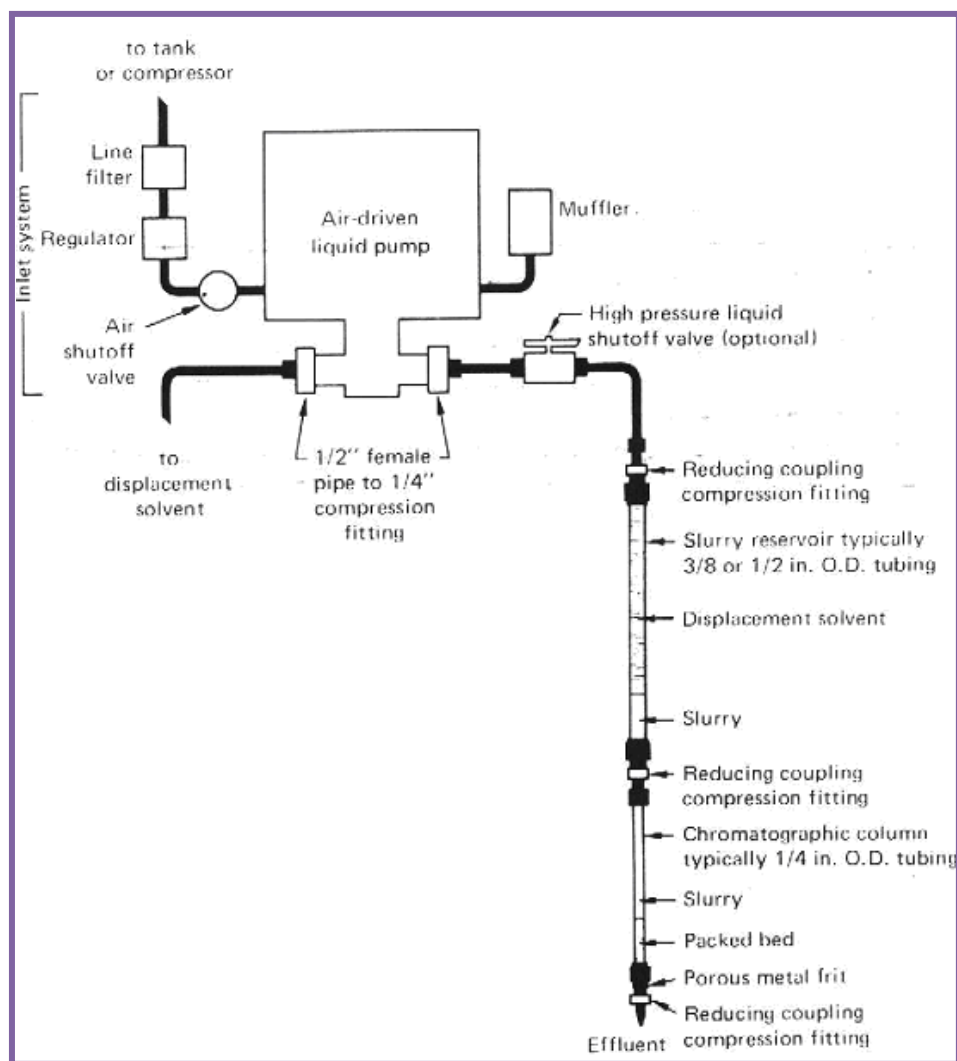 to tank
or compressor
Line
filter
Regulator
Inlet system
Air
shutoff
valve
Air-driven
liquid pump
Muffler
High pressure liquid
shutoff valve (optional)
to
displacement
solvent
1/2'' female
pipe to 1/4''
compression
fitting
Reducing coupling
compression fitting
Slurry reservoir typically
3/8 or 1/2 in. O.D. tubing
Displacement solvent
Slurry
Reducing coupling
compression fitting
Chromatographic column
typically 1/4 in. O.D. tubing
Slurry
Packed bed
Porous metal frit
Reducing coupling
compression fitting
Effluent